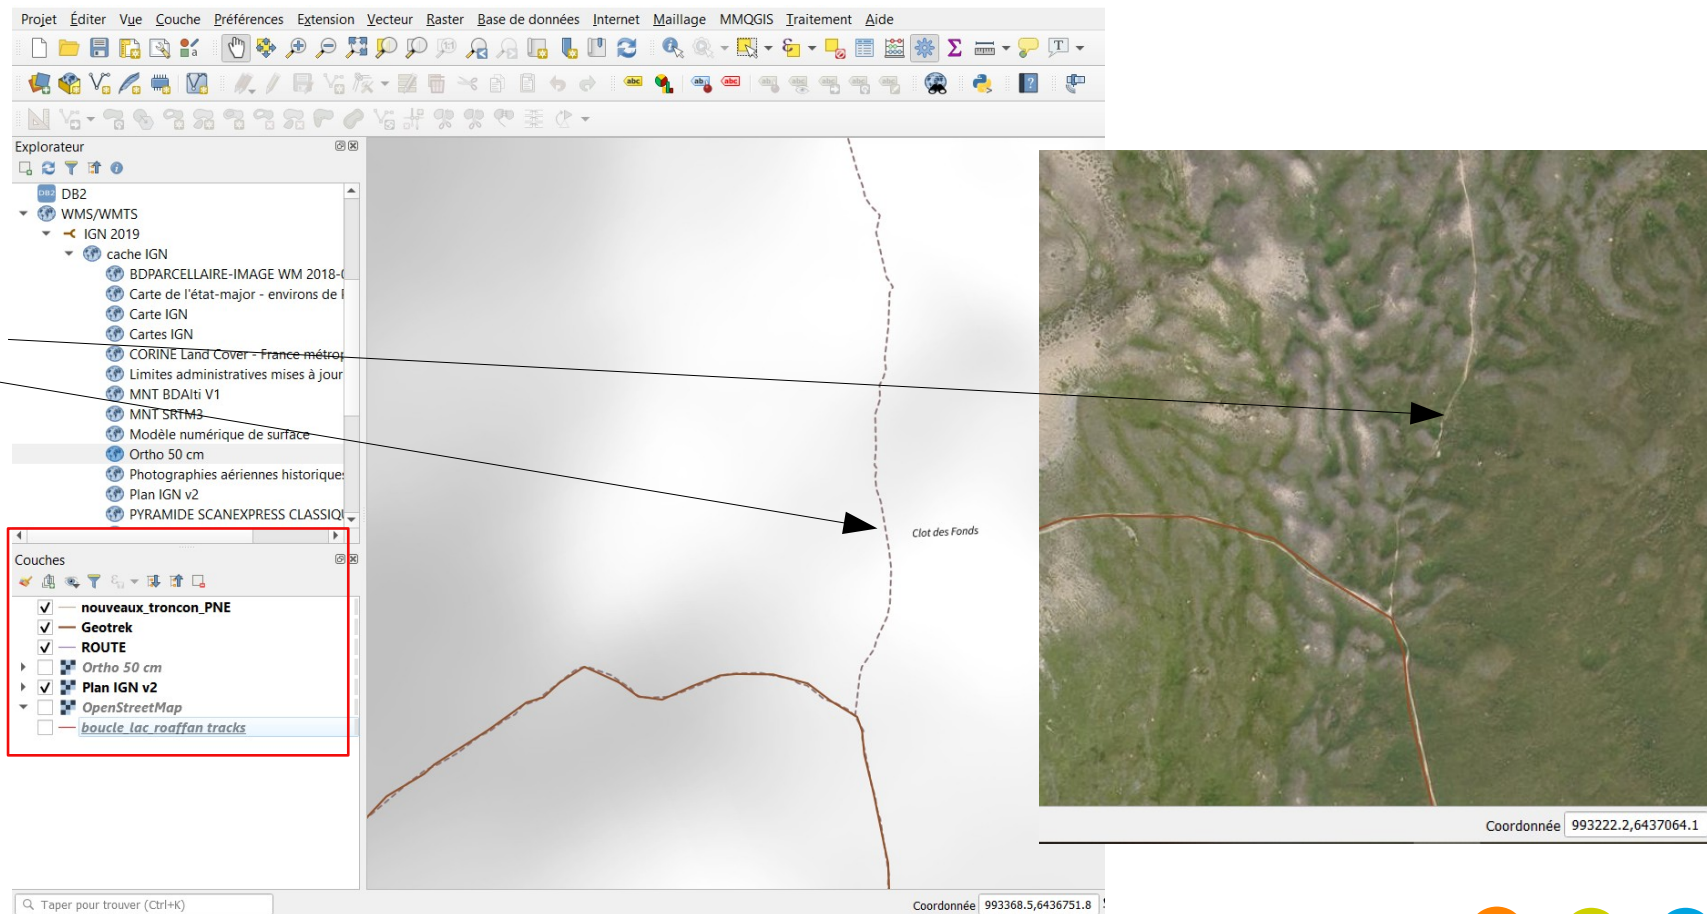 Projet Éditer Vue Couche Préférences Extension Vecteur Raster Base de données Internet Maillage MMQGIS Traitement Aide
Explorateur
DB2
WMS/WMTS
IGN 2019
cache IGN
BDPARCELLAIRE-IMAGE WM 2018-
Carte de l'état-major - environs de
Carte IGN
Cartes IGN
CORINE Land Cover - France métrop
Limites administratives mises à jour
MNT BDAlti V1
MNT SRTM3
Modèle numérique de surface
Ortho 50 cm
Photographies aériennes historique
Plan IGN v2
PYRAMIDE SCANEXPRESS CLASSIQ
Couches
nouveaux_troncon_PNE
Geotrek
ROUTE
Ortho 50 cm
Plan IGN v2
OpenStreetMap
boucle_lac_roaffan tracks
Clot des Fonds
Coordonnée 993222.2,6437064.1
Taper pour trouver (Ctrl+K)
Coordonnée 993368.5,6436751.8